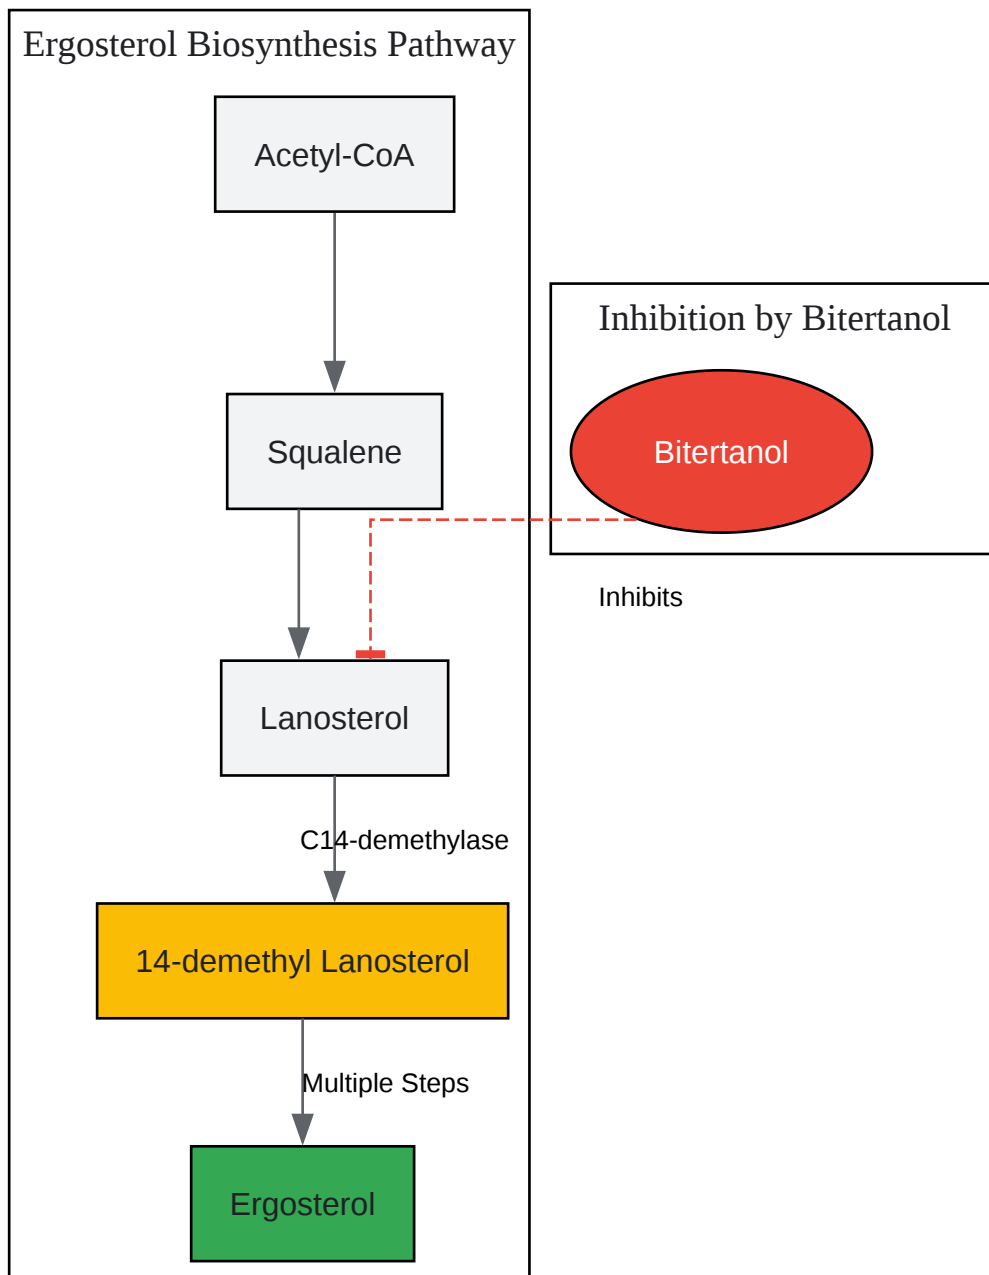 Ergosterol Biosynthesis Pathway
Acetyl-CoA
Inhibition by Bitertanol
Squalene
Bitertanol
Inhibits
Lanosterol
C14-demethylase
14-demethyl Lanosterol
Multiple Steps
Ergosterol